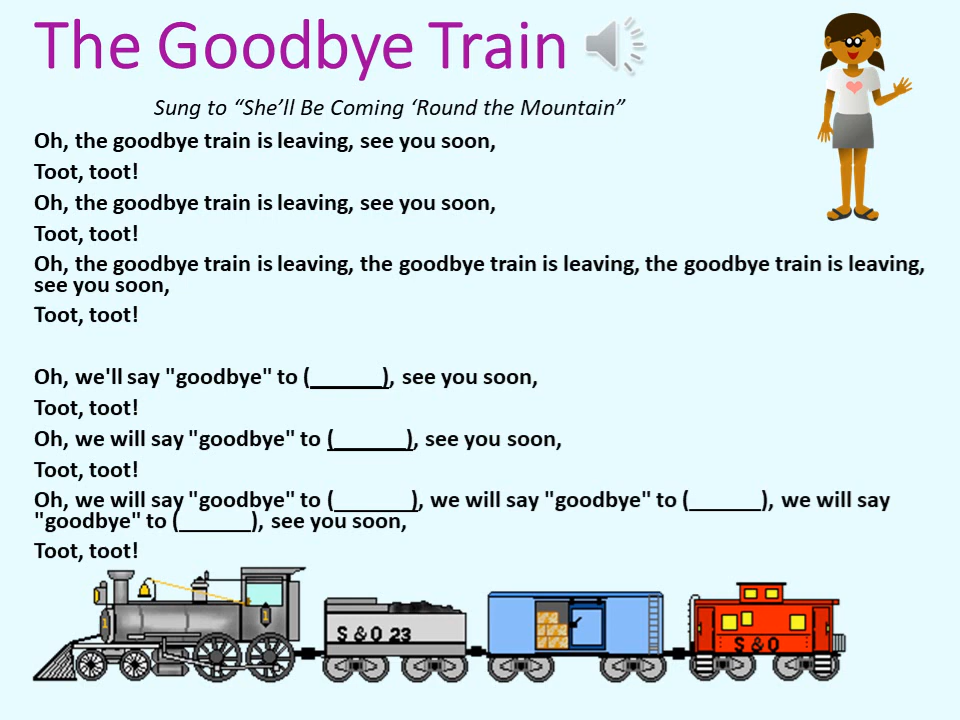 The Goodbye Train
Sung to “She’ll Be Coming ‘Round the Mountain”
Oh, the goodbye train is leaving, see you soon,
Toot, toot!
Oh, the goodbye train is leaving, see you soon,
Toot, toot!
Oh, the goodbye train is leaving, the goodbye train is leaving, the goodbye train is leaving,
see you soon,
Toot, toot!
Oh, we'll say "goodbye" to (______), see you soon,
Toot, toot!
Oh, we will say "goodbye" to (______), see you soon,
Toot, toot!
Oh, we will say "goodbye" to (_______), we will say "goodbye" to (______), we will say
"goodbye" to (______), see you soon,
Toot, toot!
S & O 23
S & O